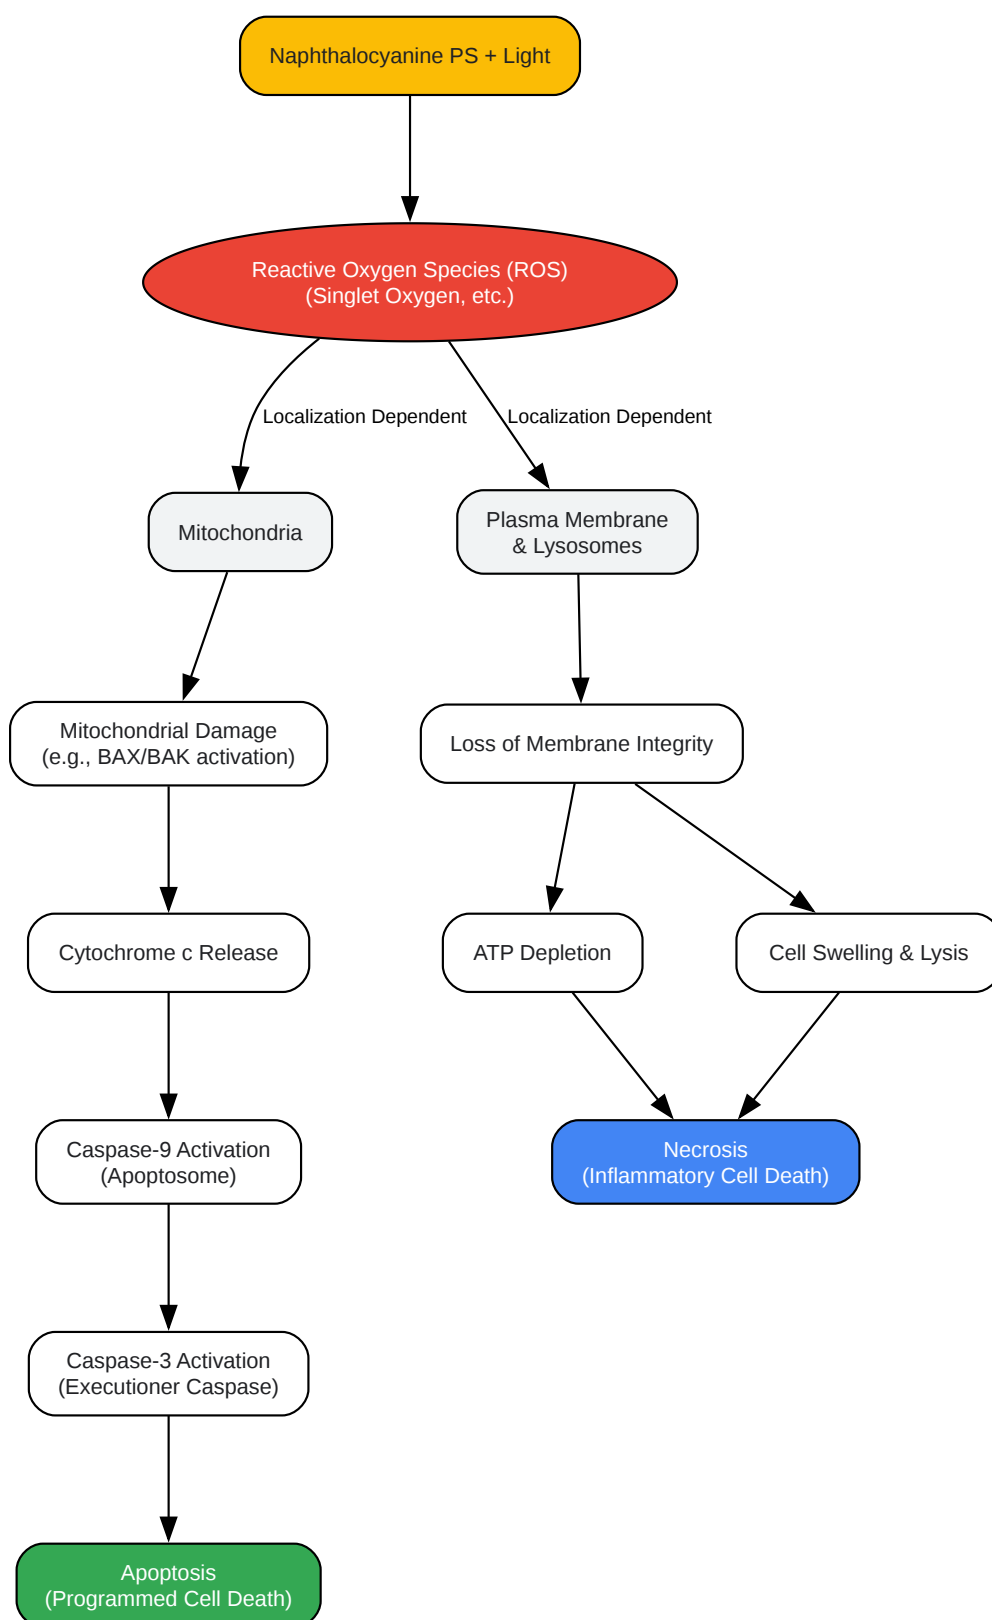 Naphthalocyanine PS + Light
Reactive Oxygen Species (ROS)
(Singlet Oxygen, etc.)
Localization Dependent
Localization Dependent
Mitochondria
Plasma Membrane
& Lysosomes
Mitochondrial Damage
(e.g., BAX/BAK activation)
Loss of Membrane Integrity
Cytochrome c Release
ATP Depletion
Cell Swelling & Lysis
Caspase-9 Activation
(Apoptosome)
Necrosis
(Inflammatory Cell Death)
Caspase-3 Activation
(Executioner Caspase)
Apoptosis
(Programmed Cell Death)